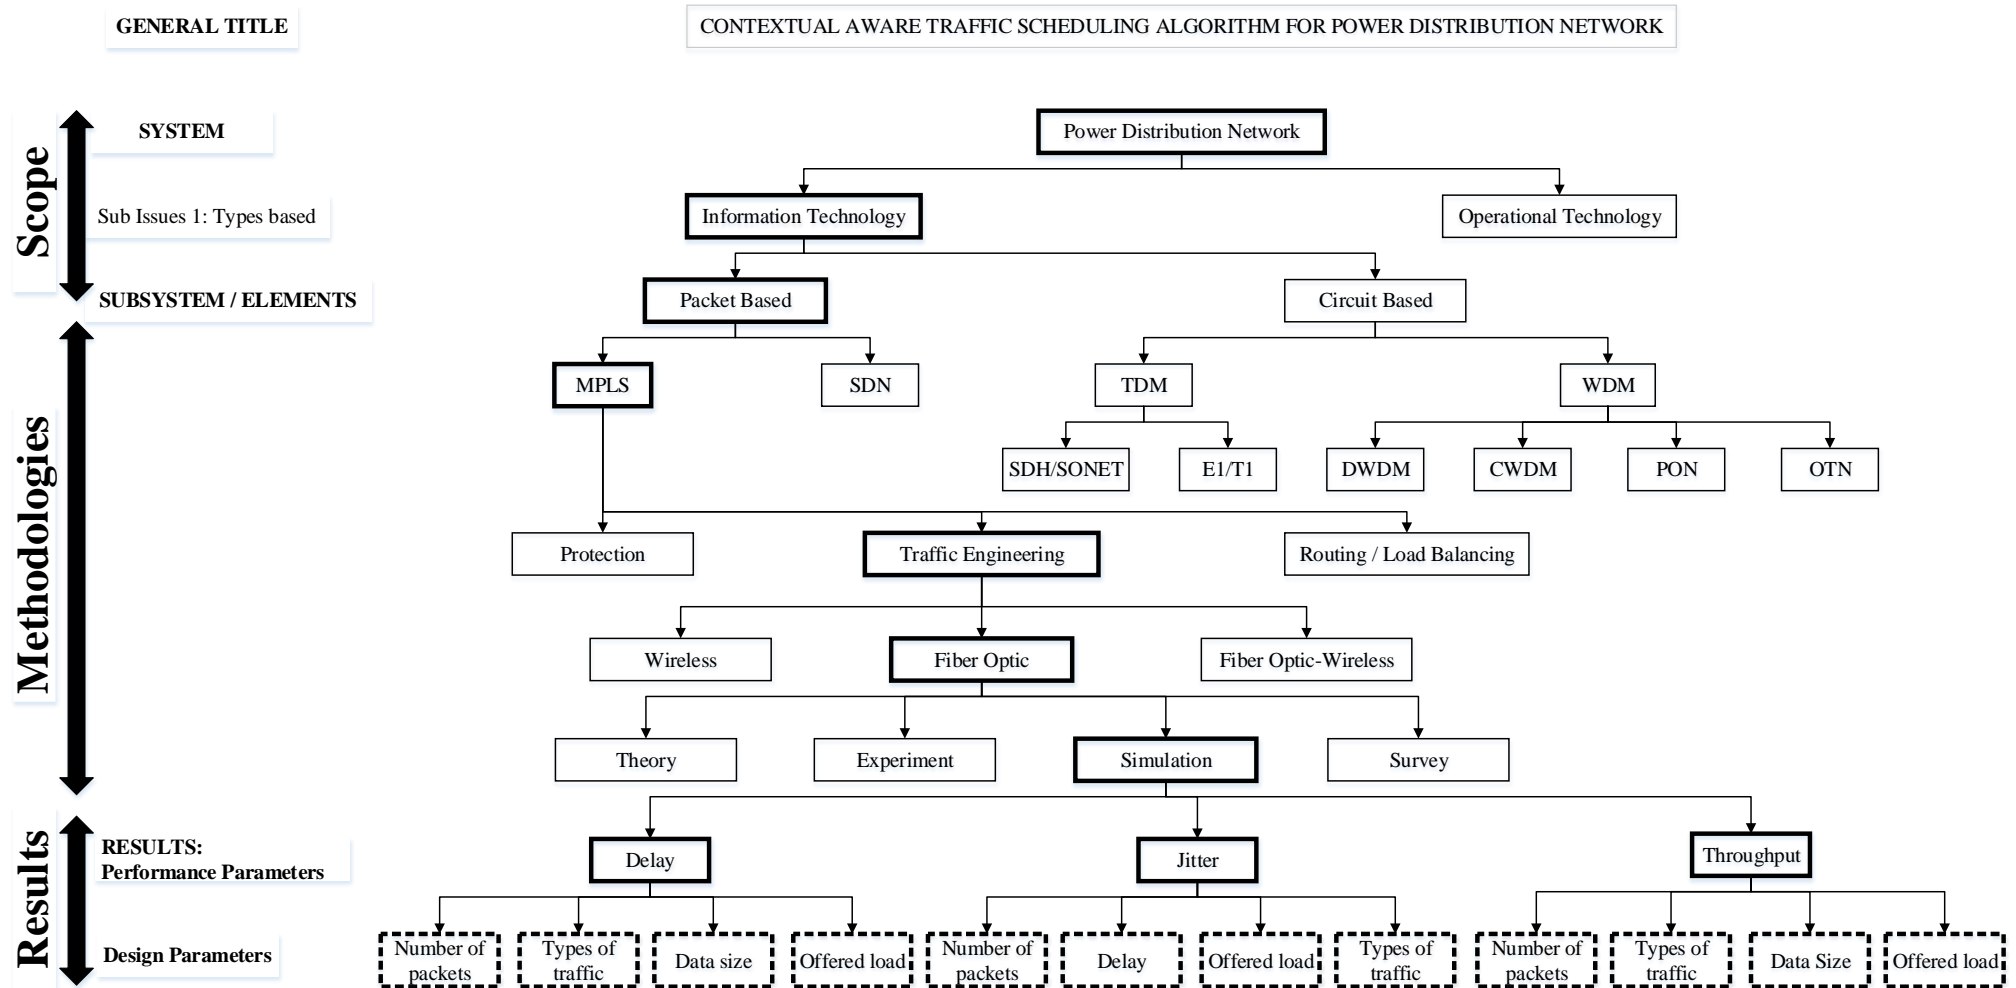 GENERAL TITLE
CONTEXTUAL AWARE TRAFFIC SCHEDULING ALGORITHM FOR POWER DISTRIBUTION NETWORK
Scope
SYSTEM
Power Distribution Network
Sub Issues 1: Types based
Information Technology
Operational Technology
SUBSYSTEM / ELEMENTS
Packet Based
Circuit Based
Methodologies
MPLS
SDN
TDM
WDM
SDH/SONET
E1/T1
DWDM
CWDM
PON
OTN
Protection
Traffic Engineering
Routing / Load Balancing
Wireless
Fiber Optic
Fiber Optic-Wireless
Theory
Experiment
Simulation
Survey
Results
RESULTS:
Performance Parameters
Delay
Jitter
Throughput
Design Parameters
Number of
packets
Types of
traffic
Data size
Offered load
Number of
packets
Delay
Offered load
Types of
traffic
Number of
packets
Types of
traffic
Data Size
Offered load